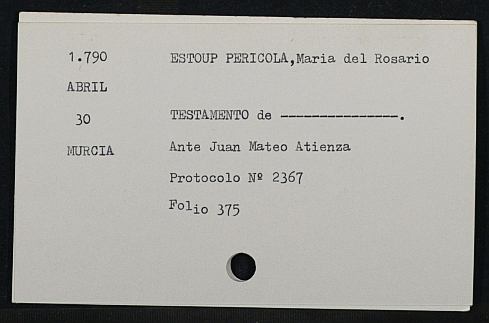 1.790 ESTOUP PERICOLA,Maria del Rosario
ABRIL
30 TESTAMENTO de ---------------.
MURCIA Ante Juan Mateo Atienza
Protocolo Nº 2367
Folio 375